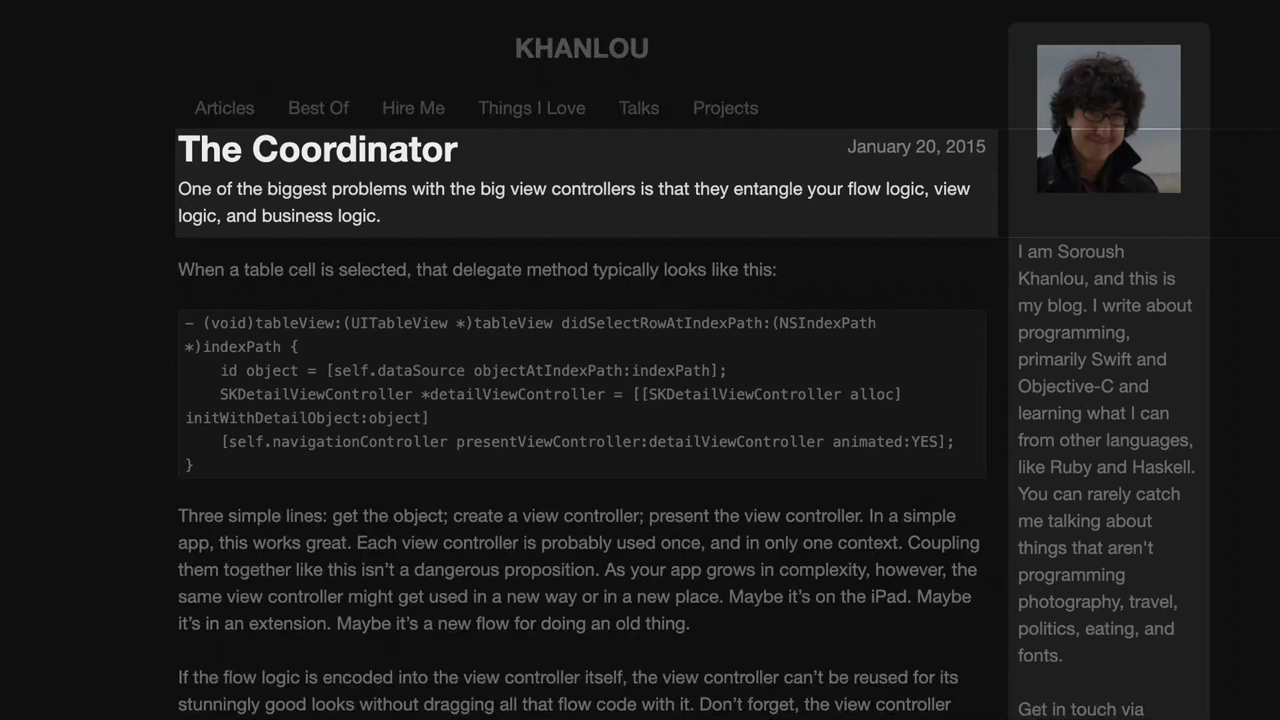 KHANLOU
Articles
Best Of
Hire Me
Things I Love
Talks
Projects
The Coordinator
January 20, 2015
One of the biggest problems with the big view controllers is that they entangle your flow logic, view
logic, and business logic.
When a table cell is selected, that delegate method typically looks like this:
- (void)tableView:(UITableView *)tableView didSelectRowAtIndexPath:(NSIndexPath
*)indexPath {
    id object = [self.dataSource objectAtIndexPath:indexPath];
    SKDetailViewController *detailViewController = [[SKDetailViewController alloc]
initWithDetailObject:object]
    [self.navigationController presentViewController:detailViewController animated:YES];
}
Three simple lines: get the object; create a view controller; present the view controller. In a simple
app, this works great. Each view controller is probably used once, and in only one context. Coupling
them together like this isn’t a dangerous proposition. As your app grows in complexity, however, the
same view controller might get used in a new way or in a new place. Maybe it’s on the iPad. Maybe
it’s in an extension. Maybe it’s a new flow for doing an old thing.
If the flow logic is encoded into the view controller itself, the view controller can’t be reused for its
stunningly good looks without dragging all that flow code with it. Don’t forget, the view controller
I am Soroush
Khanlou, and this is
my blog. I write about
programming,
primarily Swift and
Objective-C and
learning what I can
from other languages,
like Ruby and Haskell.
You can rarely catch
me talking about
things that aren't
programming
photography, travel,
politics, eating, and
fonts.
Get in touch via